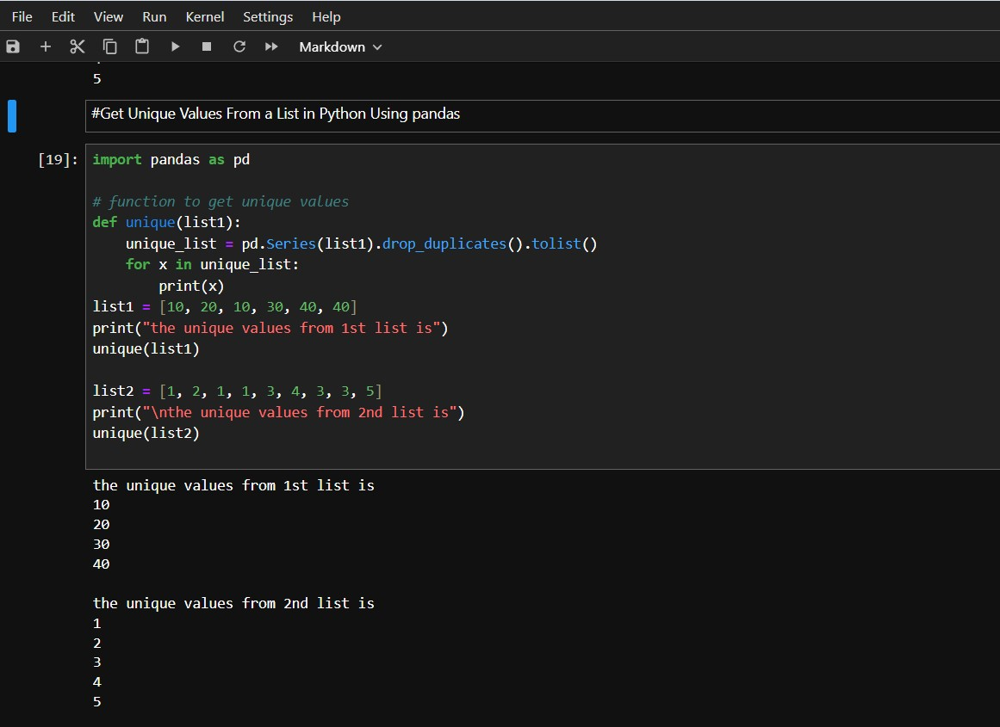 File Edit View Run Kernel Settings Help
Markdown
5
#Get Unique Values From a List in Python Using pandas
[19]:
import pandas as pd
# function to get unique values
def unique(list1):
    unique_list = pd.Series(list1).drop_duplicates().tolist()
    for x in unique_list:
        print(x)
list1 = [10, 20, 10, 30, 40, 40]
print("the unique values from 1st list is")
unique(list1)
list2 = [1, 2, 1, 1, 3, 4, 3, 3, 5]
print("\nthe unique values from 2nd list is")
unique(list2)
the unique values from 1st list is
10
20
30
40
the unique values from 2nd list is
1
2
3
4
5